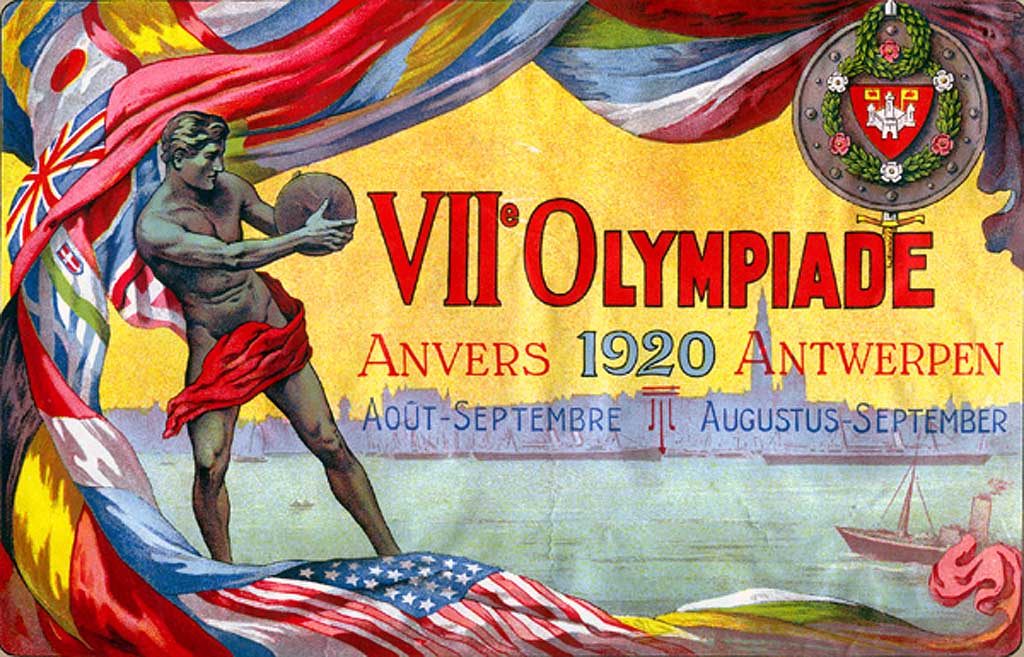 VIIe OLYMPIADE
ANVERS 1920 ANTWERPEN
AOÛT-SEPTEMBRE AUGUSTUS-SEPTEMBER